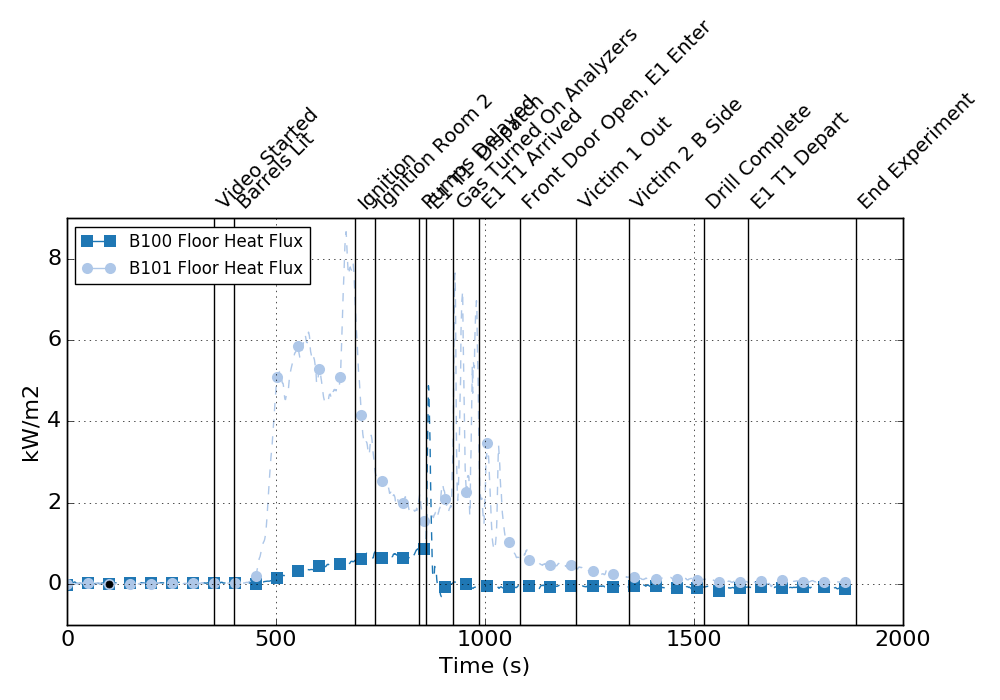 Video Started
Barrels Lit
Ignition
Ignition Room 2
Pumps Delayed
E1 T1 Dispatch
Gas Turned On Analyzers
E1 T1 Arrived
Front Door Open, E1 Enter
Victim 1 Out
Victim 2 B Side
Drill Complete
E1 T1 Depart
End Experiment
B100 Floor Heat Flux
B101 Floor Heat Flux
8
6
4
2
0
kW/m2
0 500 1000 1500 2000
Time (s)